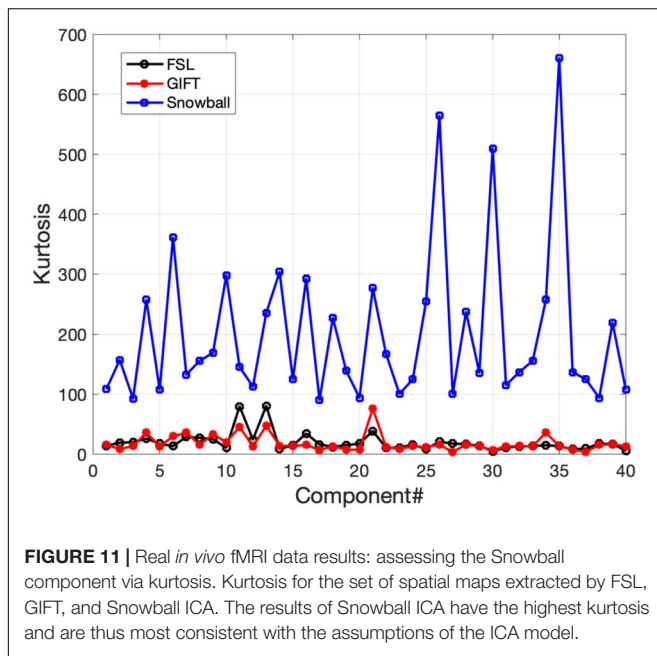 700
600
500
400
300
200
100
0
Kurtosis
FSL
GIFT
Snowball
0 5 10 15 20 25 30 35 40
Component#
FIGURE 11 | Real in vivo fMRI data results: assessing the Snowball
component via kurtosis. Kurtosis for the set of spatial maps extracted by FSL,
GIFT, and Snowball ICA. The results of Snowball ICA have the highest kurtosis
and are thus most consistent with the assumptions of the ICA model.